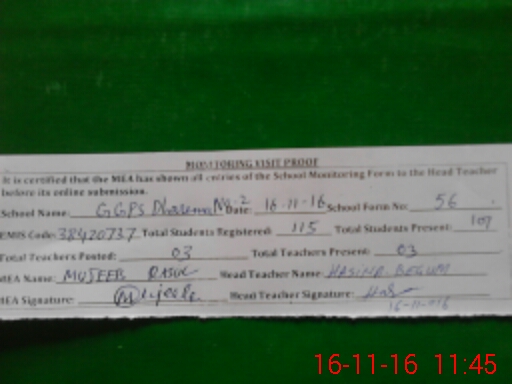 MONITORING VISIT PROOF
It is certified that the MEA has shown all entries of the School Monitoring Form to the Head Teacher
before its online submission.
School Name: GGPS No-2 Date: 16-11-16 School Form No: 56
EMIS Code: 38420737 Total Students Registered: 115 Total Students Present: 107
Total Teachers Posted: 03 Total Teachers Present: 03
MEA Name: MUJEEB RASUL Head Teacher Name: HASINA BEGUM
MEA Signature: Head Teacher Signature:
16-11-16
16-11-16 11:45